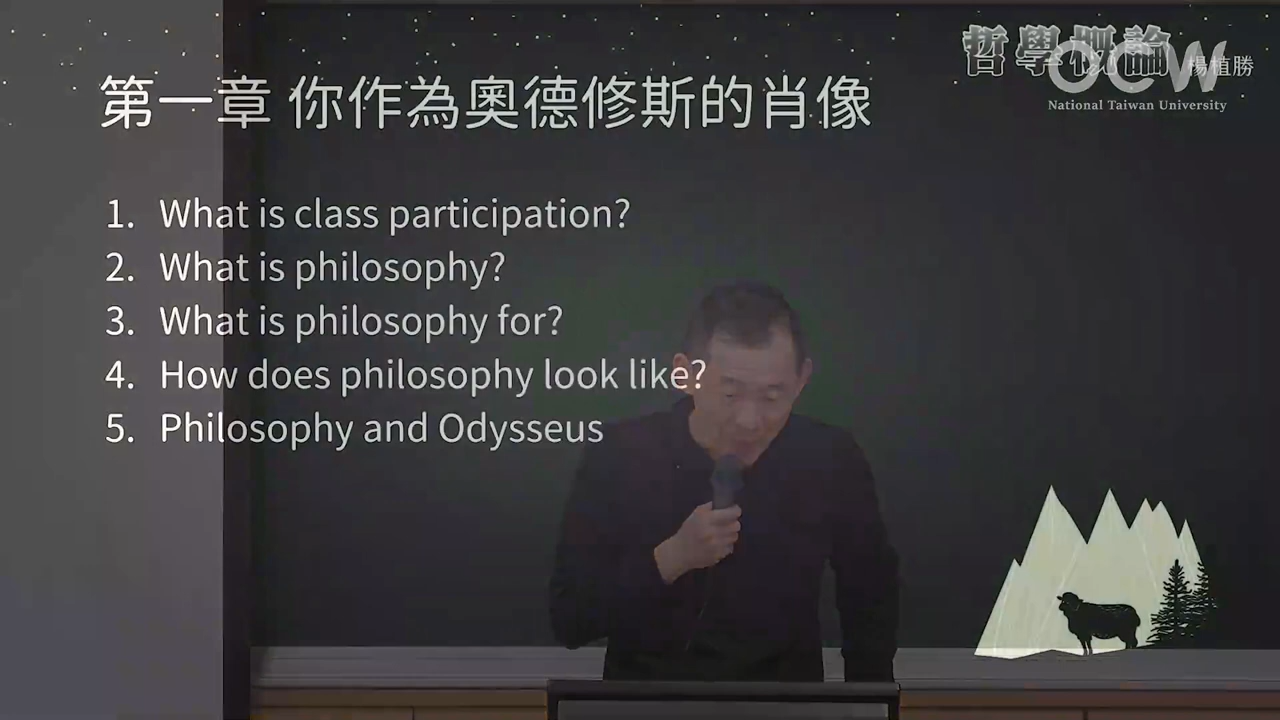 哲學概論 楊植勝
OCW
National Taiwan University
第一章 你作為奧德修斯的肖像
1. What is class participation?
2. What is philosophy?
3. What is philosophy for?
4. How does philosophy look like?
5. Philosophy and Odysseus